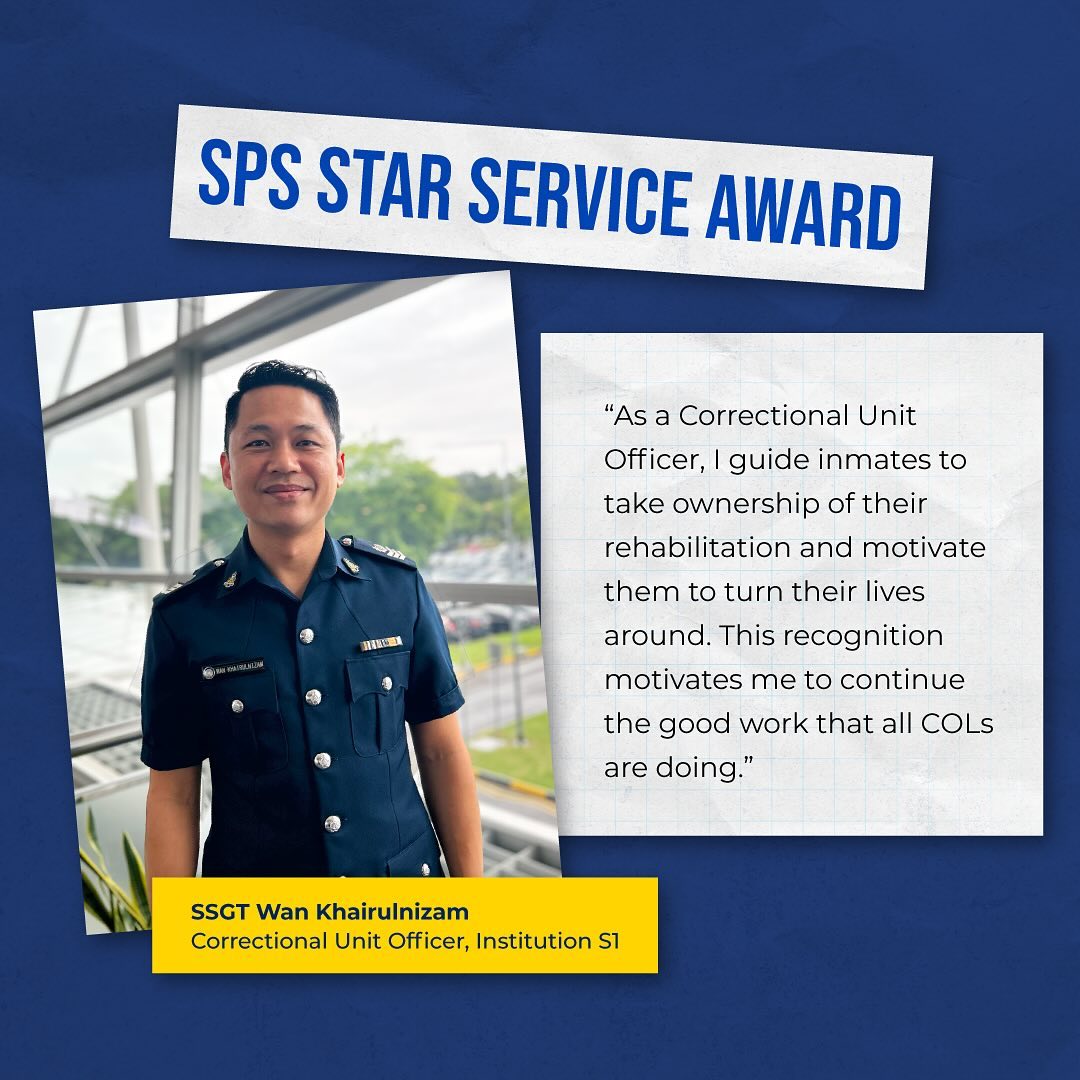 SPS STAR SERVICE AWARD
“As a Correctional Unit
Officer, I guide inmates to
take ownership of their
rehabilitation and motivate
them to turn their lives
around. This recognition
motivates me to continue
the good work that all COLs
are doing.”
WAN KHAIRULNIZAM
SSGT Wan Khairulnizam
Correctional Unit Officer, Institution S1